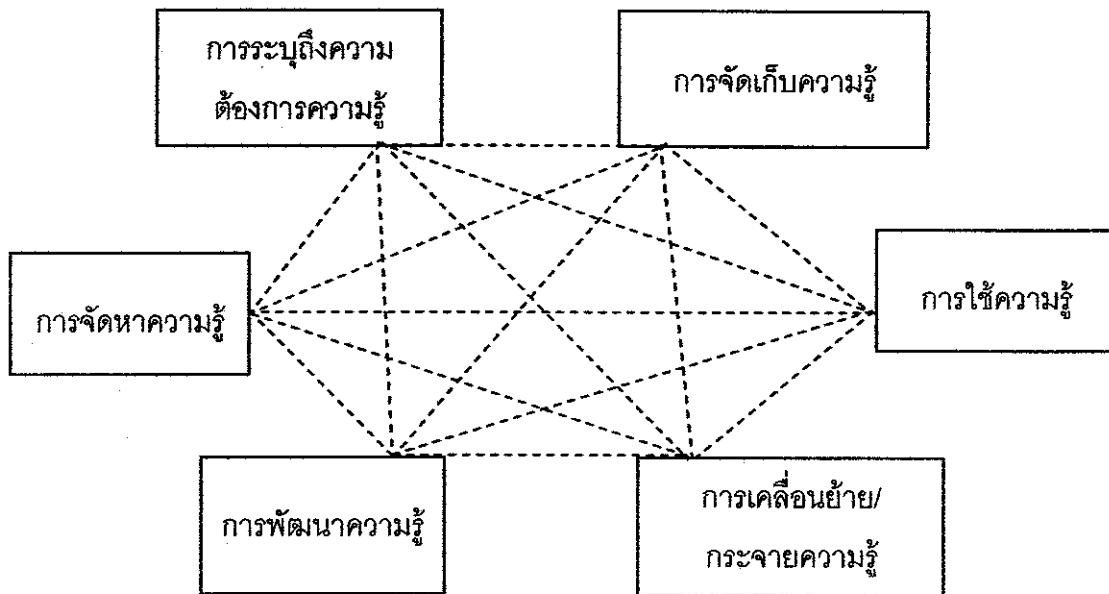 การระบุถึงความ
ต้องการความรู้
การจัดเก็บความรู้
การจัดหาความรู้
การใช้ความรู้
การพัฒนาความรู้
การเคลื่อนย้าย/
กระจายความรู้